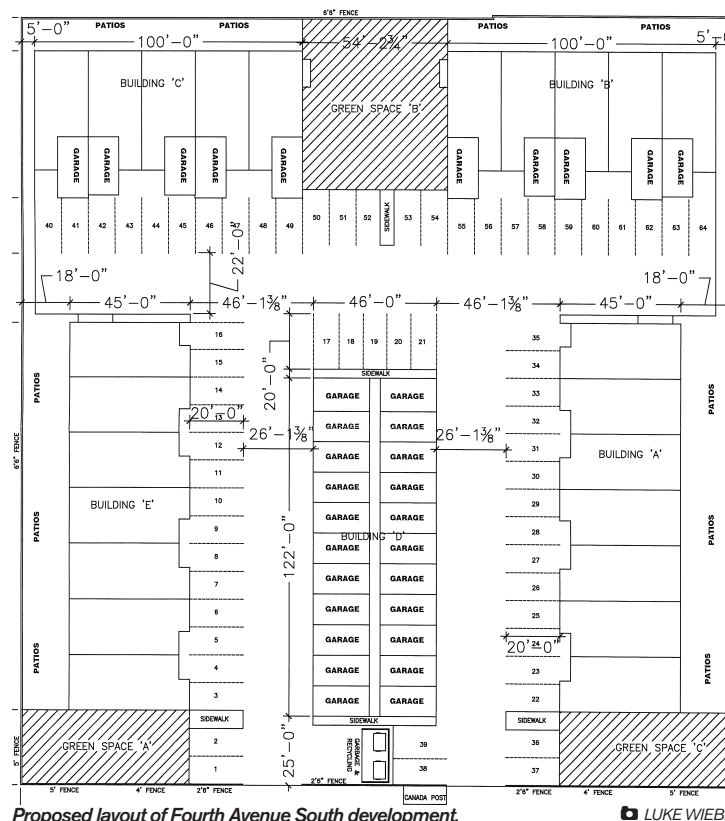 6'6" FENCE
PATIOS PATIOS PATIOS
5'-0" 100'-0" 54'-2¾" 100'-0" 5'-0
BUILDING 'C' BUILDING 'B'
GREEN SPACE 'B'
GARAGE GARAGE GARAGE GARAGE GARAGE GARAGE GARAGE GARAGE GARAGE GARAGE
40 41 42 43 44 45 46 47 48 49 50 51 52 SIDEWALK 53 54 55 56 57 58 59 60 61 62 63 64
22'-0"
18'-0" 18'-0"
45'-0" 46'-1⅜" 46'-0" 46'-1⅜" 45'-0"
16 17 18 19 20 21 35
15 34
SIDEWALK
20'-0"
PATIOS 14 GARAGE GARAGE 33 PATIOS
20'-0" 13 GARAGE GARAGE 32
26'-1⅜" 26'-1⅜"
12 GARAGE GARAGE 31
6'6" FENCE
BUILDING 'A'
11 GARAGE GARAGE 30
BUILDING 'E'
10 GARAGE GARAGE 29
PATIOS 9 GARAGE GARAGE 28 PATIOS
122'-0"
BUILDING 'D'
8 GARAGE GARAGE 27
7 GARAGE GARAGE 26
6 GARAGE GARAGE 25
5 GARAGE GARAGE 24
20'-0"
PATIOS 4 GARAGE GARAGE 23 PATIOS
3 GARAGE GARAGE 22
SIDEWALK SIDEWALK SIDEWALK
5' FENCE
GREEN SPACE 'A' GREEN SPACE 'C'
2 25'-0" GARBAGE &
RECYCLING 39 36
1 38 37
5' FENCE 4' FENCE 2'6" FENCE 2'6" FENCE 2'6" FENCE 4' FENCE 5' FENCE
CANADA POST
Proposed layout of Fourth Avenue South development.
LUKE WIEB